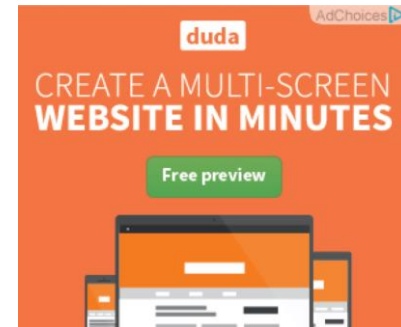 AdChoices
duda
CREATE A MULTI-SCREEN
WEBSITE IN MINUTES
Free preview